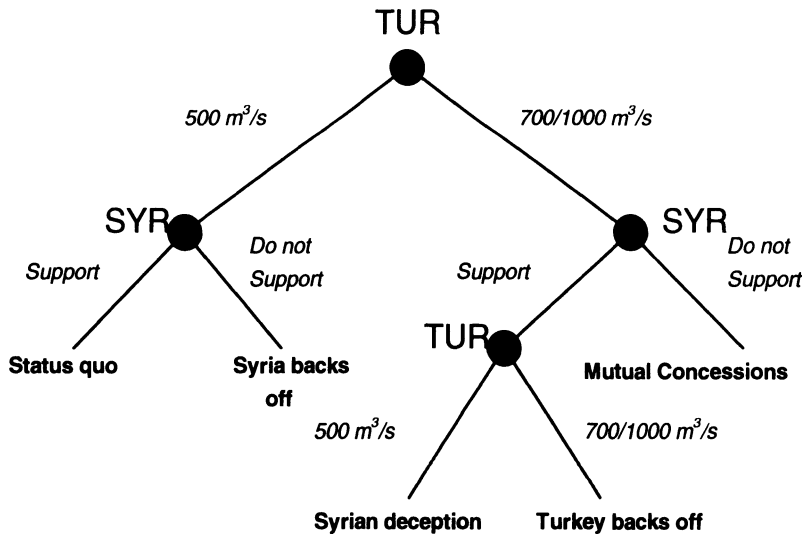 TUR
500 m³/s
700/1000 m³/s
SYR
SYR
Support
Do not
Support
Support
Do not
Support
TUR
Status quo
Syria backs
off
Mutual Concessions
500 m³/s
700/1000 m³/s
Syrian deception
Turkey backs off